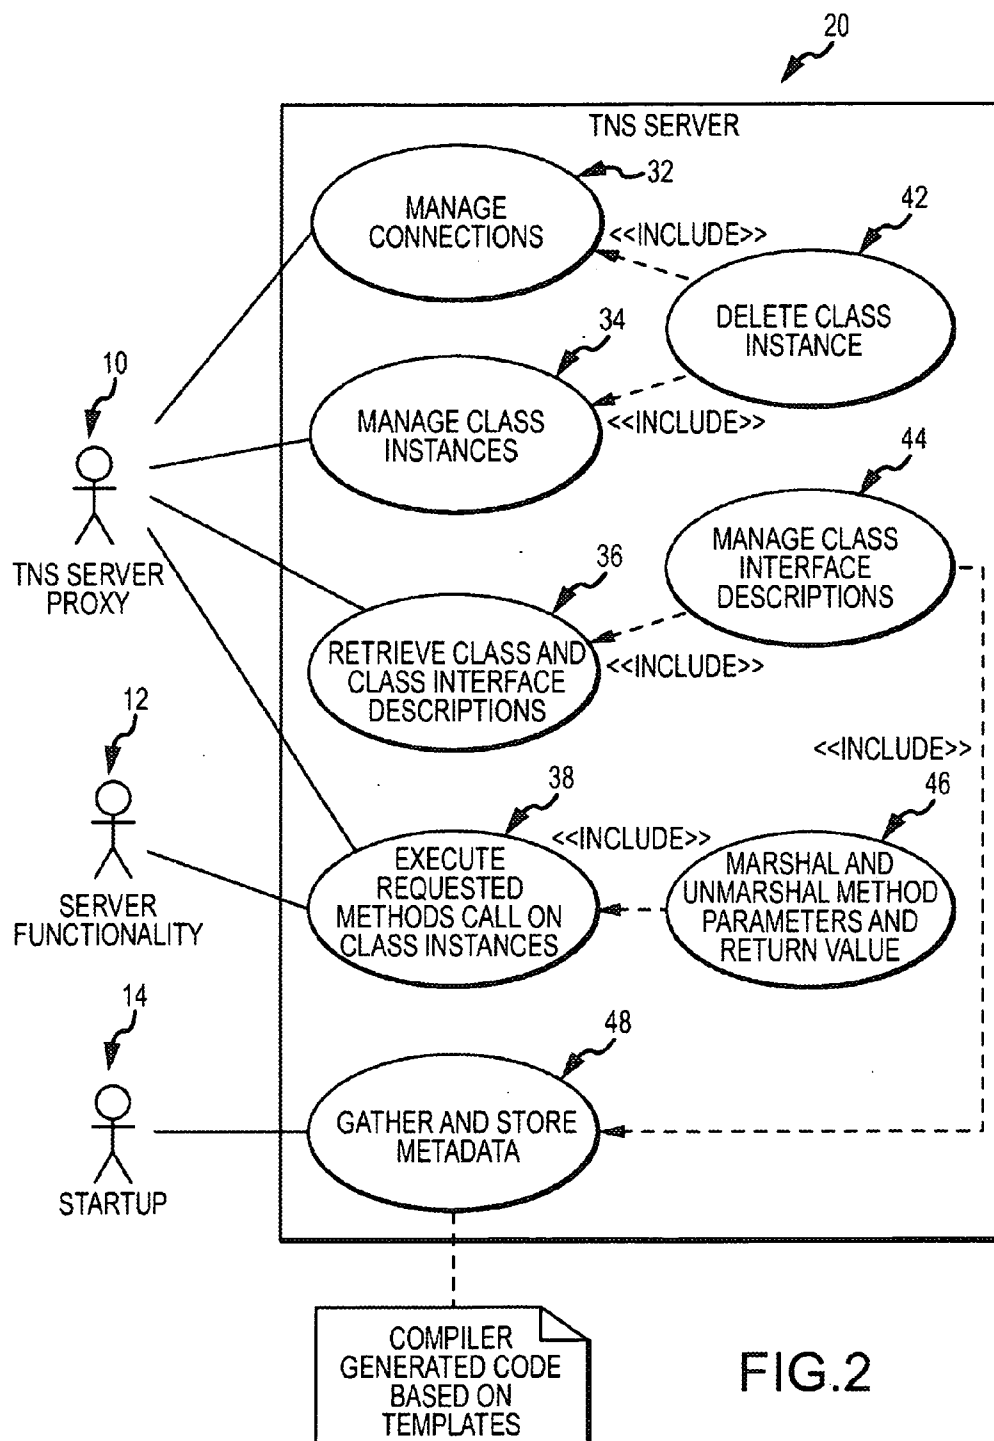 20
TNS SERVER
32
MANAGE
CONNECTIONS
<<INCLUDE>>
42
DELETE CLASS
INSTANCE
34
MANAGE CLASS
INSTANCES
<<INCLUDE>>
10
TNS SERVER
PROXY
44
MANAGE CLASS
INTERFACE
DESCRIPTIONS
36
RETRIEVE CLASS AND
CLASS INTERFACE
DESCRIPTIONS
<<INCLUDE>>
<<INCLUDE>>
12
SERVER
FUNCTIONALITY
38
EXECUTE
REQUESTED
METHODS CALL ON
CLASS INSTANCES
<<INCLUDE>>
46
MARSHAL AND
UNMARSHAL METHOD
PARAMETERS AND
RETURN VALUE
14
STARTUP
48
GATHER AND STORE
METADATA
COMPILER
GENERATED CODE
BASED ON
TEMPLATES
FIG.2